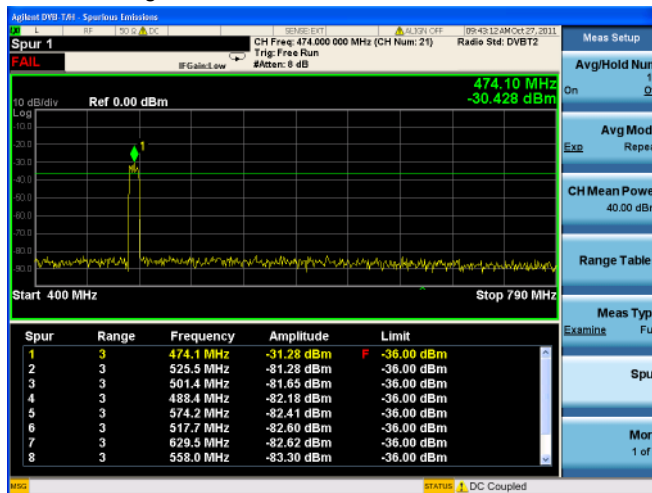 Agilent DVB-T/H - Spurious Emissions
L RF 50 Ω DC SENSE:EXT ALIGN OFF 09:43:12 AM Oct 27, 2011
Spur 1 CH Freq: 474.000 000 MHz (CH Num: 21) Radio Std: DVBT2
Trig: Free Run
FAIL IFGain:Low #Atten: 8 dB
474.10 MHz
10 dB/div Ref 0.00 dBm -30.428 dBm
Log
-10.0
-20.0
1
-30.0
-40.0
-50.0
-60.0
-70.0
-80.0
-90.0
Start 400 MHz Stop 790 MHz
Spur Range Frequency Amplitude Limit
1 3 474.1 MHz -31.28 dBm F -36.00 dBm
2 3 525.5 MHz -81.28 dBm -36.00 dBm
3 3 501.4 MHz -81.65 dBm -36.00 dBm
4 3 488.4 MHz -82.18 dBm -36.00 dBm
5 3 574.2 MHz -82.41 dBm -36.00 dBm
6 3 517.7 MHz -82.60 dBm -36.00 dBm
7 3 629.5 MHz -82.62 dBm -36.00 dBm
8 3 558.0 MHz -83.30 dBm -36.00 dBm
MSG STATUS DC Coupled
Meas Setup
Avg/Hold Num
1
On O
Avg Mod
Exp Repea
CH Mean Powe
40.00 dBr
Range Table
Meas Typ
Examine Fu
Spu
Mor
1 of